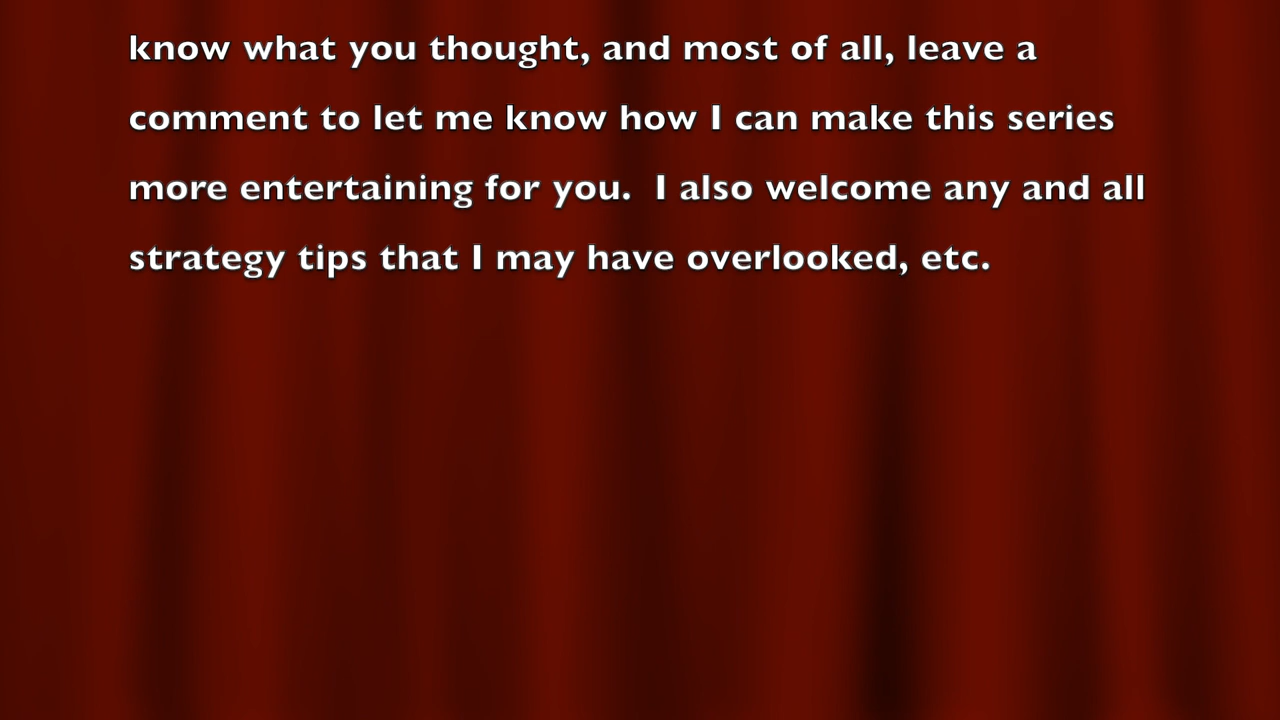 know what you thought, and most of all, leave a
comment to let me know how I can make this series
more entertaining for you.  I also welcome any and all
strategy tips that I may have overlooked, etc.